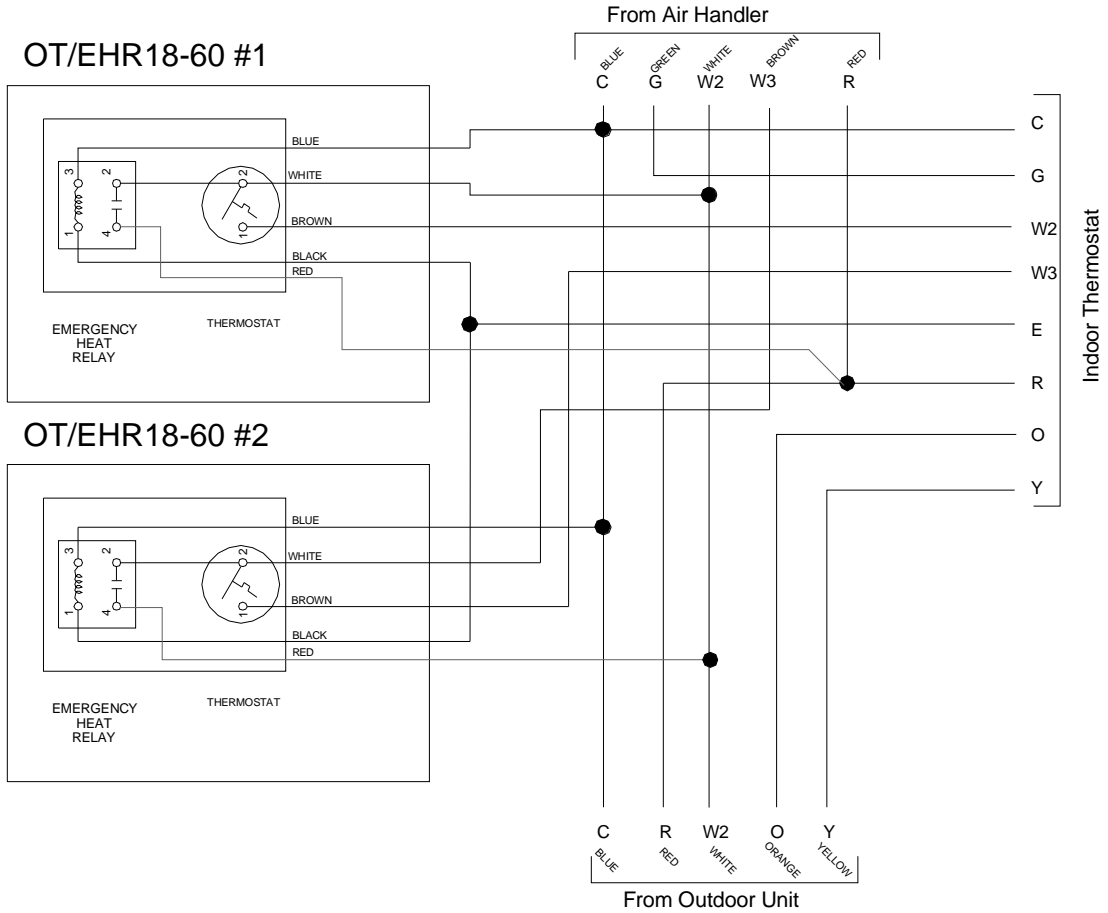 From Air Handler
BLUE GREEN WHITE BROWN RED
C G W2 W3 R
OT/EHR18-60 #1
3 2 2
1 4 1
BLUE
WHITE
BROWN
BLACK
RED
EMERGENCY
HEAT
RELAY
THERMOSTAT
C
G
W2
W3
E
R
O
Y
Indoor Thermostat
OT/EHR18-60 #2
3 2 2
1 4 1
BLUE
WHITE
BROWN
BLACK
RED
EMERGENCY
HEAT
RELAY
THERMOSTAT
C R W2 O Y
BLUE RED WHITE ORANGE YELLOW
From Outdoor Unit